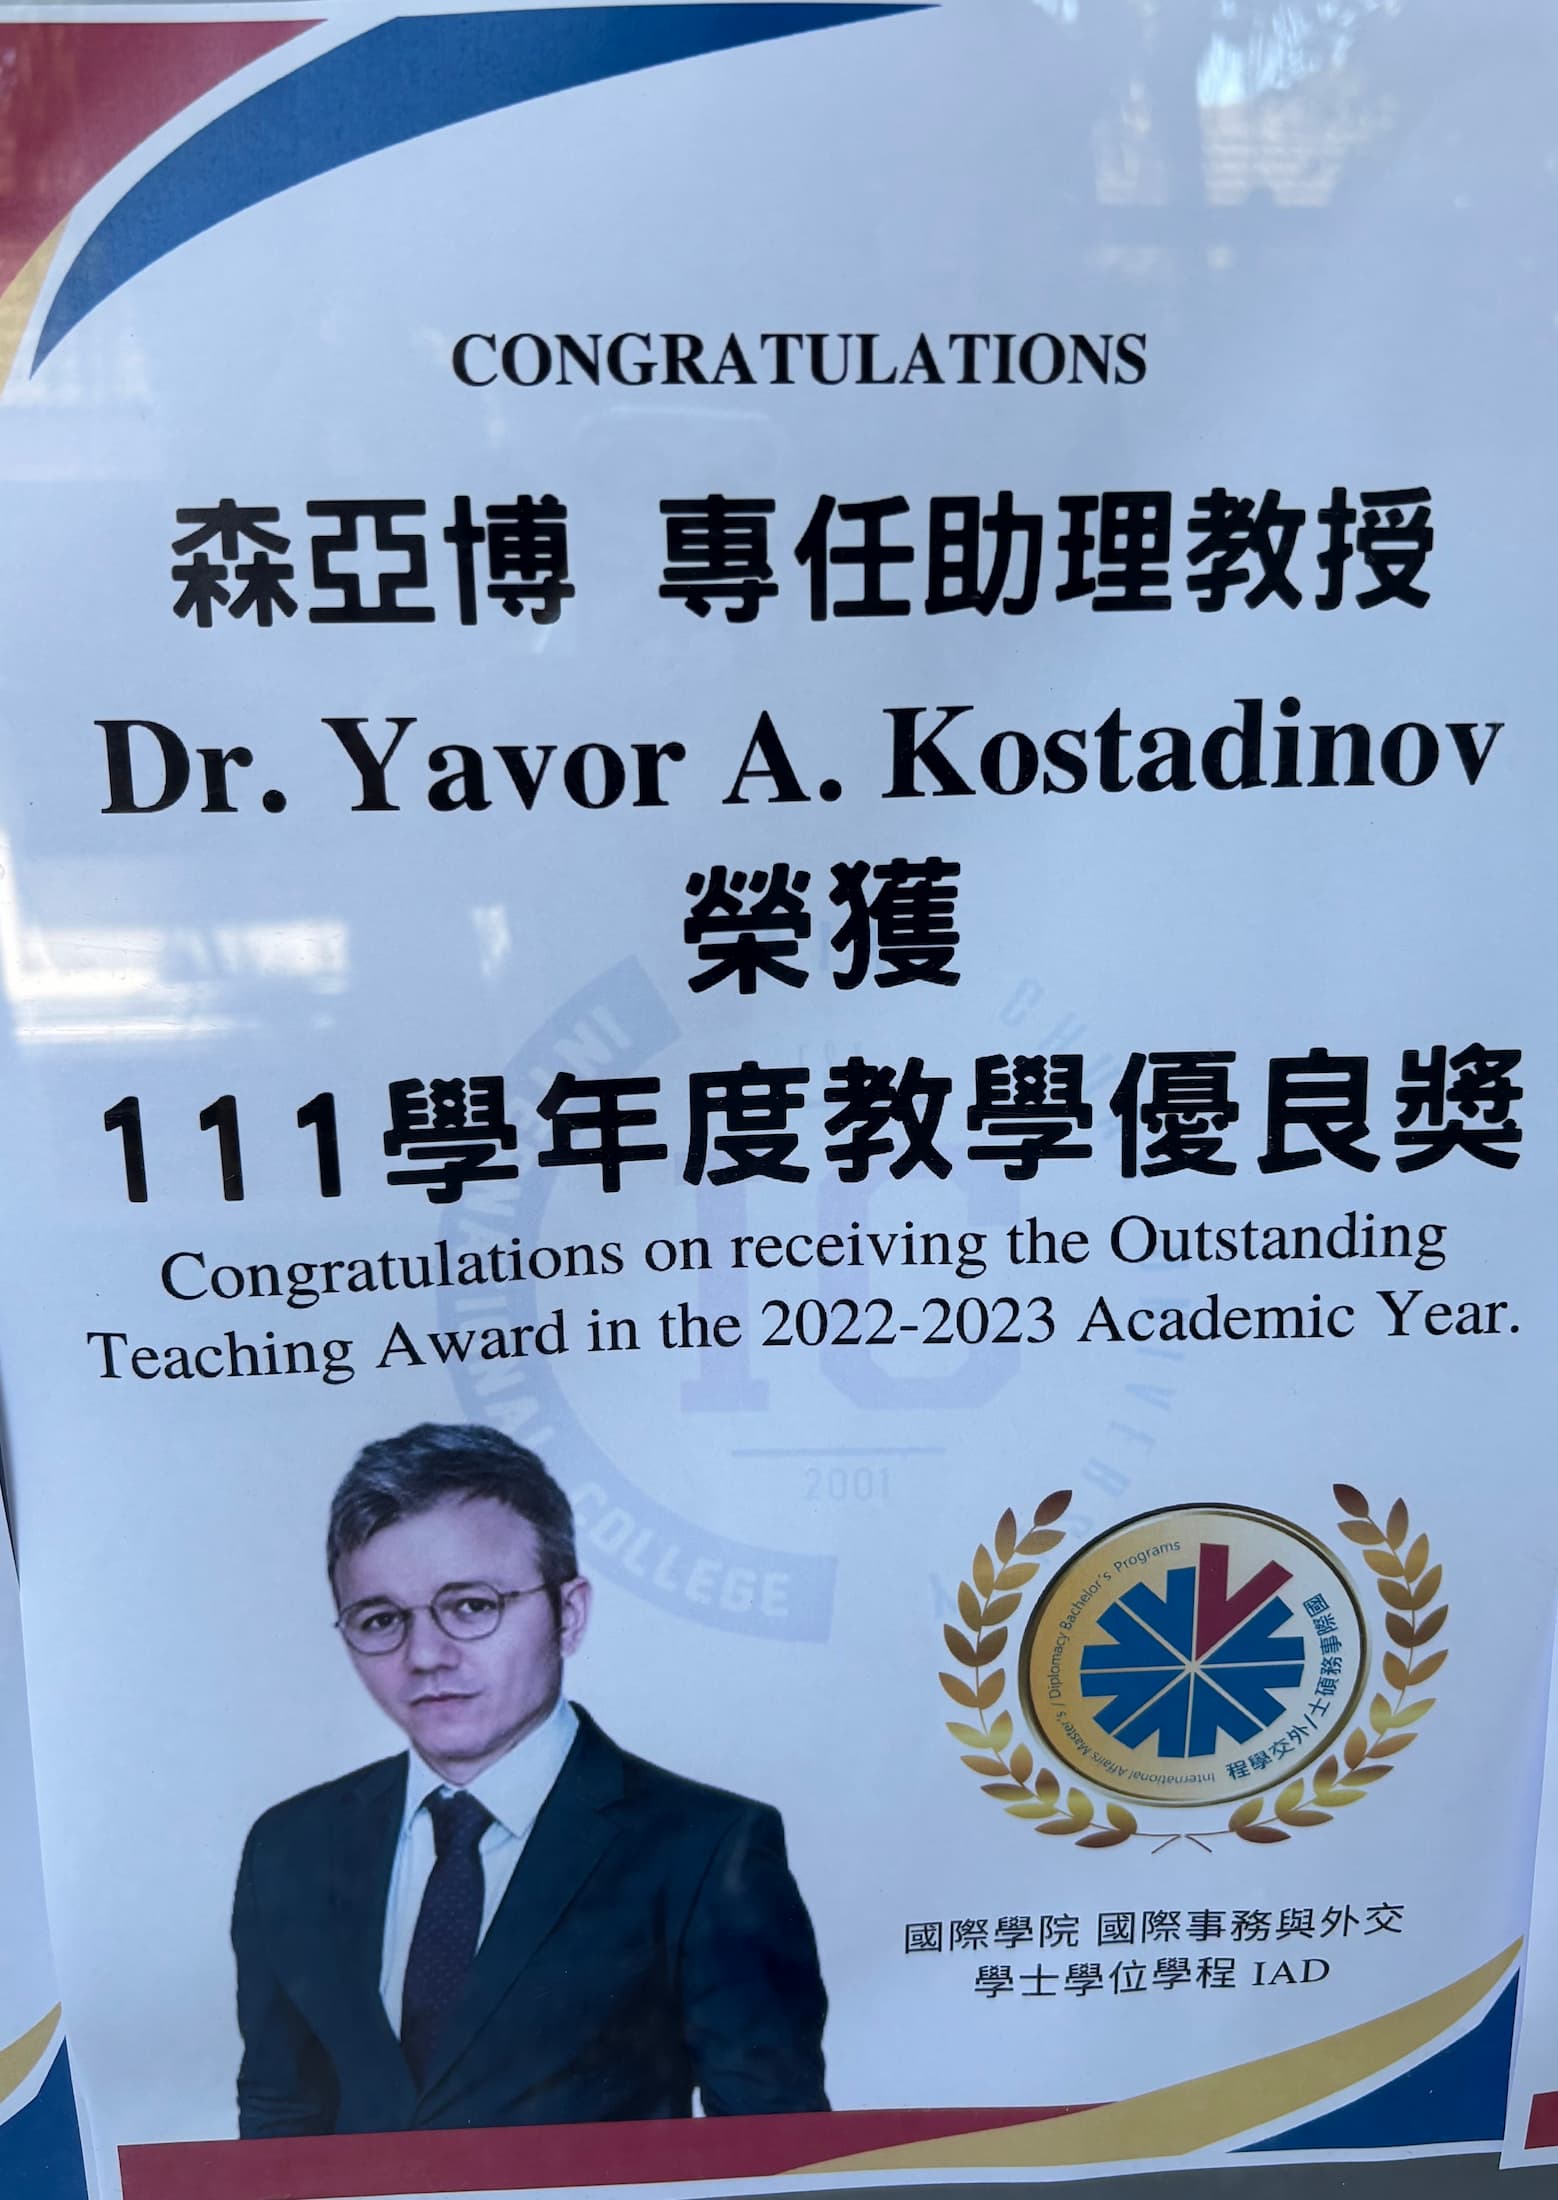 CONGRATULATIONS
森亞博 專任助理教授
Dr. Yavor A. Kostadinov
榮獲
111學年度教學優良獎
Congratulations on receiving the Outstanding
Teaching Award in the 2022-2023 Academic Year.
INTERNATIONAL COLLEGE
IC
2001
International Affairs Master's / Diplomacy Bachelor's Programs
國際事務碩士/外交學程
國際學院 國際事務與外交
學士學位學程 IAD